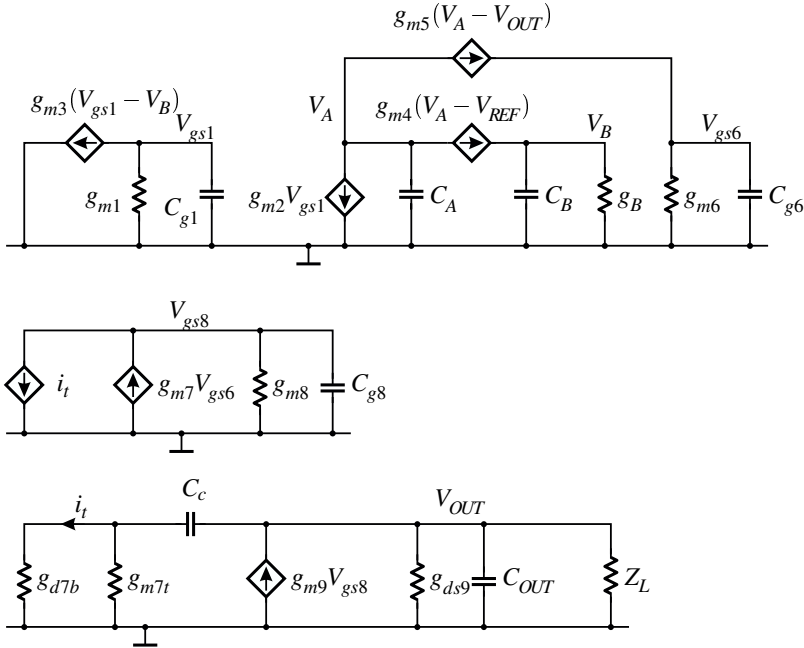 g_{m5}(V_A − V_{OUT})
g_{m3}(V_{gs1} − V_B)
V_{gs1}
V_A
g_{m4}(V_A − V_{REF})
V_B
V_{gs6}
g_{m1}
C_{g1}
g_{m2}V_{gs1}
C_A
C_B
g_B
g_{m6}
C_{g6}
V_{gs8}
i_t
g_{m7}V_{gs6}
g_{m8}
C_{g8}
i_t
C_c
V_{OUT}
g_{d7b}
g_{m7t}
g_{m9}V_{gs8}
g_{ds9}
C_{OUT}
Z_L